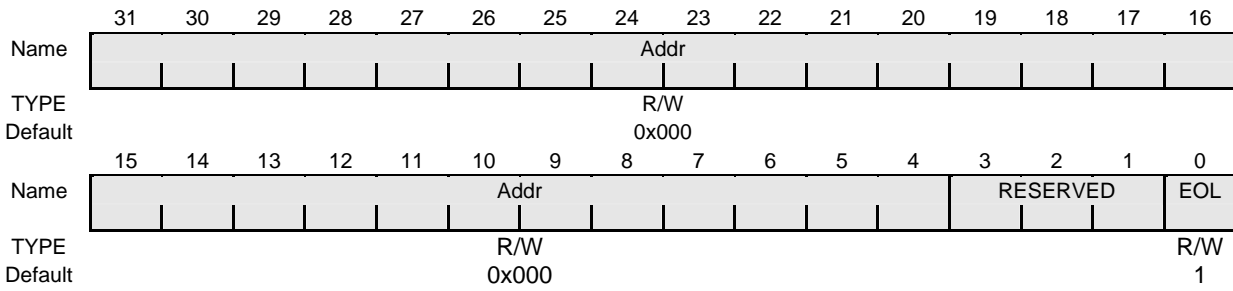 31 30 29 28 27 26 25 24 23 22 21 20 19 18 17 16
Name Addr
TYPE R/W
Default 0x000
15 14 13 12 11 10 9 8 7 6 5 4 3 2 1 0
Name Addr RESERVED EOL
TYPE R/W R/W
Default 0x000 1